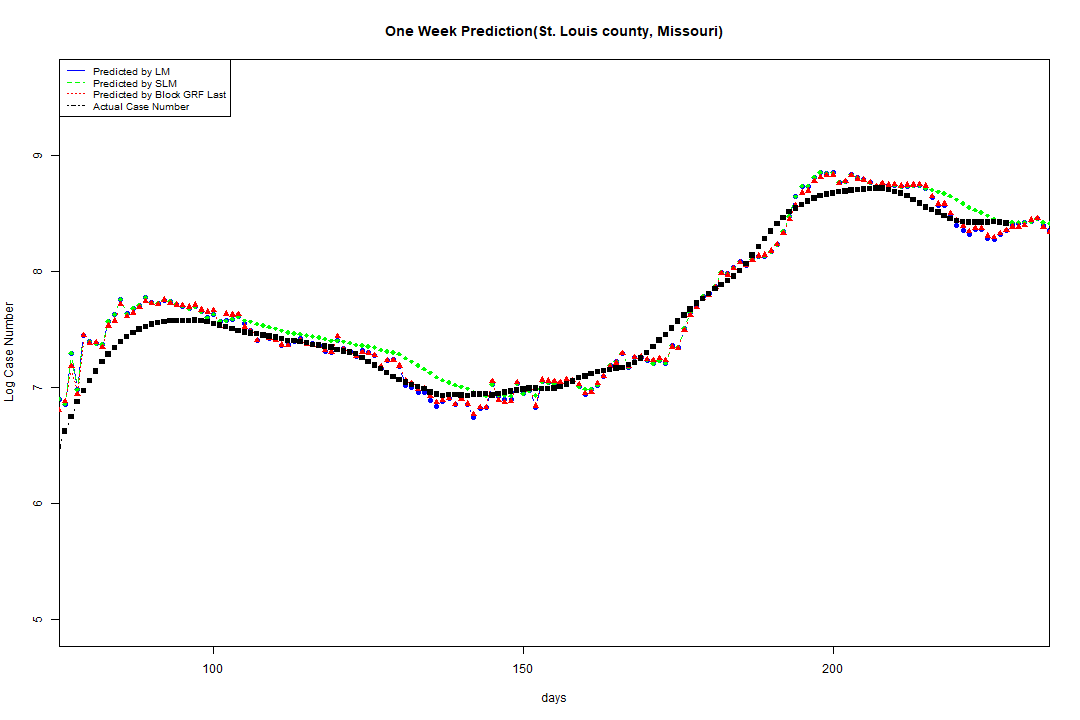 One Week Prediction(St. Louis county, Missouri)
Predicted by LM
Predicted by SLM
Predicted by Block GRF Last
Actual Case Number
9
8
7
6
5
Log Case Number
100 150 200
days